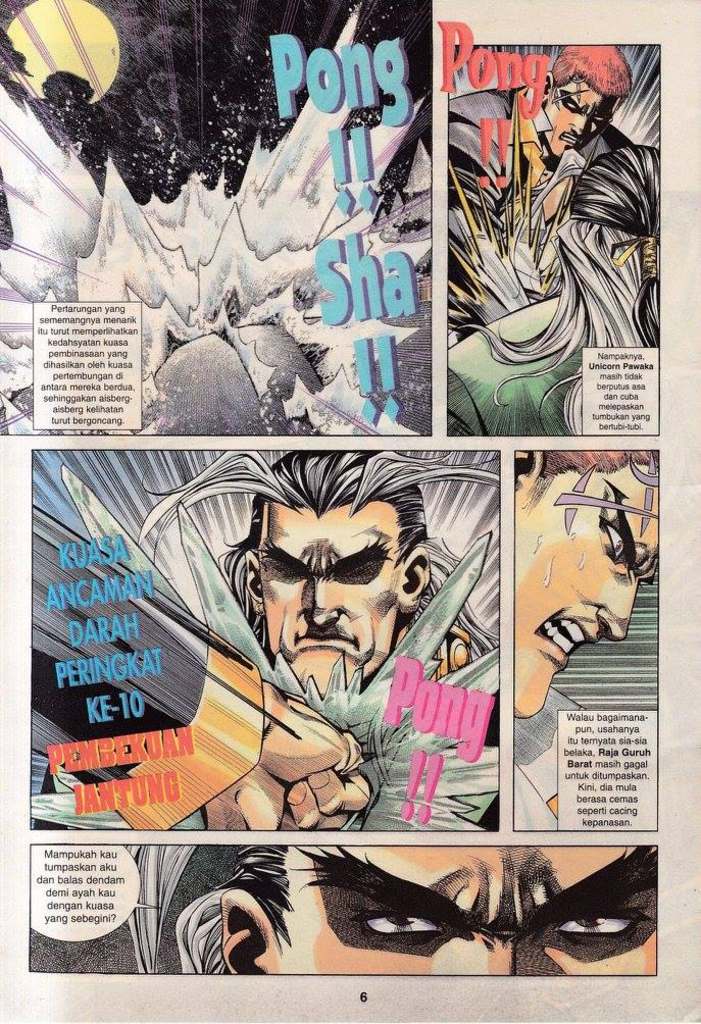 Pong
!!
Sha
!!
Pertarungan yang
sememangnya menarik
itu turut memperlihatkan
kedahsyatan kuasa
pembinasaan yang
dihasilkan oleh kuasa
pertembungan di
antara mereka berdua,
sehinggakan aisberg-
aisberg kelihatan
turut bergoncang.
Pong
!!
Nampaknya,
Unicorn Pawaka
masih tidak
berputus asa
dan cuba
melepaskan
tumbukan yang
bertubi-tubi.
KUASA
ANCAMAN
DARAH
PERINGKAT
KE-10
PEMBEKUAN
JANTUNG
Pong
!!
Walau bagaimana-
pun, usahanya
itu ternyata sia-sia
belaka, Raja Guruh
Barat masih gagal
untuk ditumpaskan.
Kini, dia mula
berasa cemas
seperti cacing
kepanasan.
Mampukah kau
tumpaskan aku
dan balas dendam
demi ayah kau
dengan kuasa
yang sebegini?
6